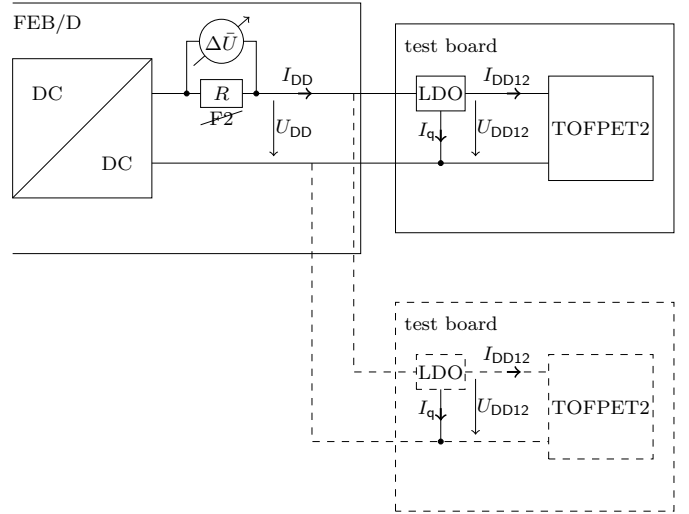 FEB/D
ΔŪ
test board
DC
R
I_DD
LDO
I_DD12
F2
U_DD
I_q
U_DD12
TOFPET2
DC
test board
LDO
I_DD12
I_q
U_DD12
TOFPET2